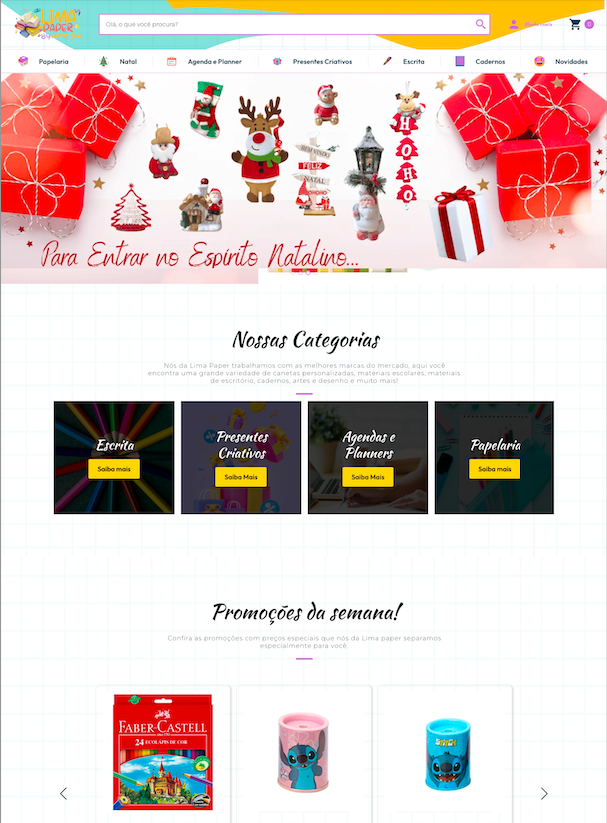 LIMA
PAPER
Olá, o que você procura?
Minha conta
0
Papelaria
Natal
Agenda e Planner
Presentes Criativos
Escrita
Cadernos
Novidades
BEM VINDO
FELIZ
NATAL
HOHOHO
HOHO
Para Entrar no Espírito Natalino...
Nossas Categorias
Nós da Lima Paper trabalhamos com as melhores marcas do mercado, aqui você
encontra uma grande variedade de canetas personalizadas, materiais escolares, materiais
de escritório, cadernos, artes e desenho e muito mais!
Escrita
Saiba mais
Presentes
Criativos
Saiba Mais
Agendas e
Planners
Saiba Mais
Papelaria
Saiba mais
Promoções da semana!
Confira as promoções com preços especiais que nós da Lima paper separamos
especialmente para você.
FABER-CASTELL
24 ECOLÁPIS DE COR
Stitch